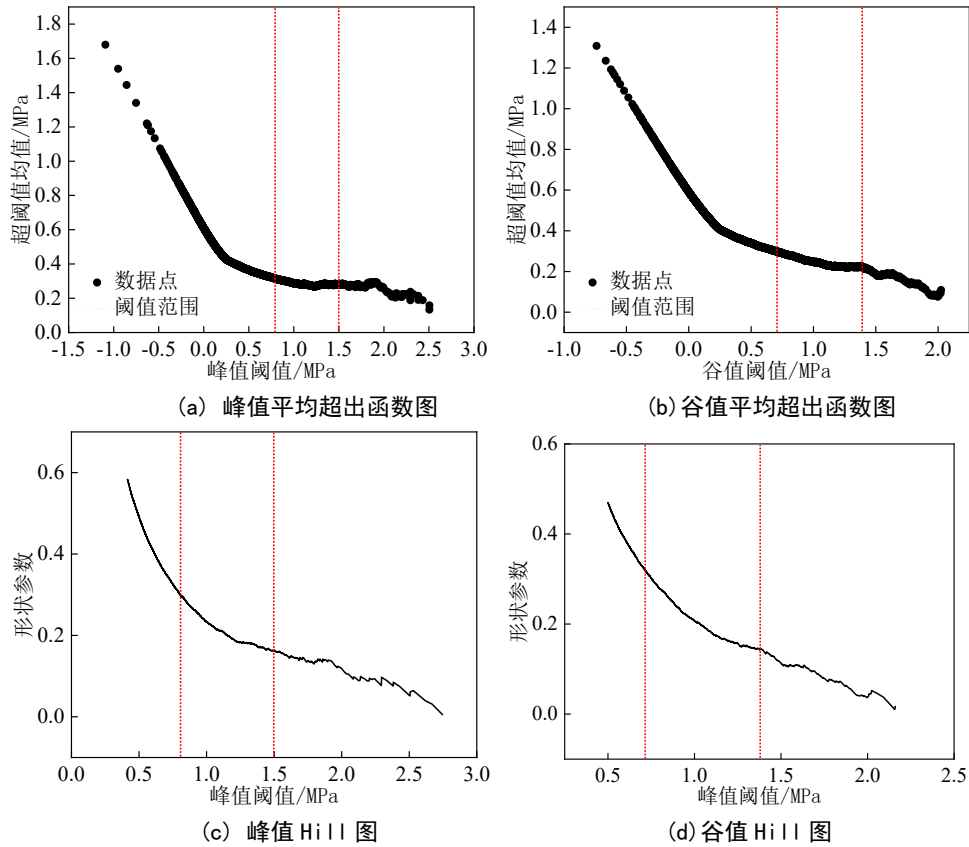 1.8
1.6
1.4
1.2
1.0
0.8
0.6
0.4
0.2
0.0
超阈值均值/MPa
数据点
阈值范围
-1.5 -1.0 -0.5 0.0 0.5 1.0 1.5 2.0 2.5 3.0
峰值阈值/MPa
(a) 峰值平均超出函数图
1.4
1.2
1.0
0.8
0.6
0.4
0.2
0.0
超阈值均值/MPa
数据点
阈值范围
-1.0 -0.5 0.0 0.5 1.0 1.5 2.0
谷值阈值/MPa
(b)谷值平均超出函数图
0.6
0.4
0.2
0.0
形状参数
0.0 0.5 1.0 1.5 2.0 2.5 3.0
峰值阈值/MPa
(c) 峰值 Hill 图
0.6
0.4
0.2
0.0
形状参数
0.5 1.0 1.5 2.0 2.5
峰值阈值/MPa
(d)谷值 Hill 图